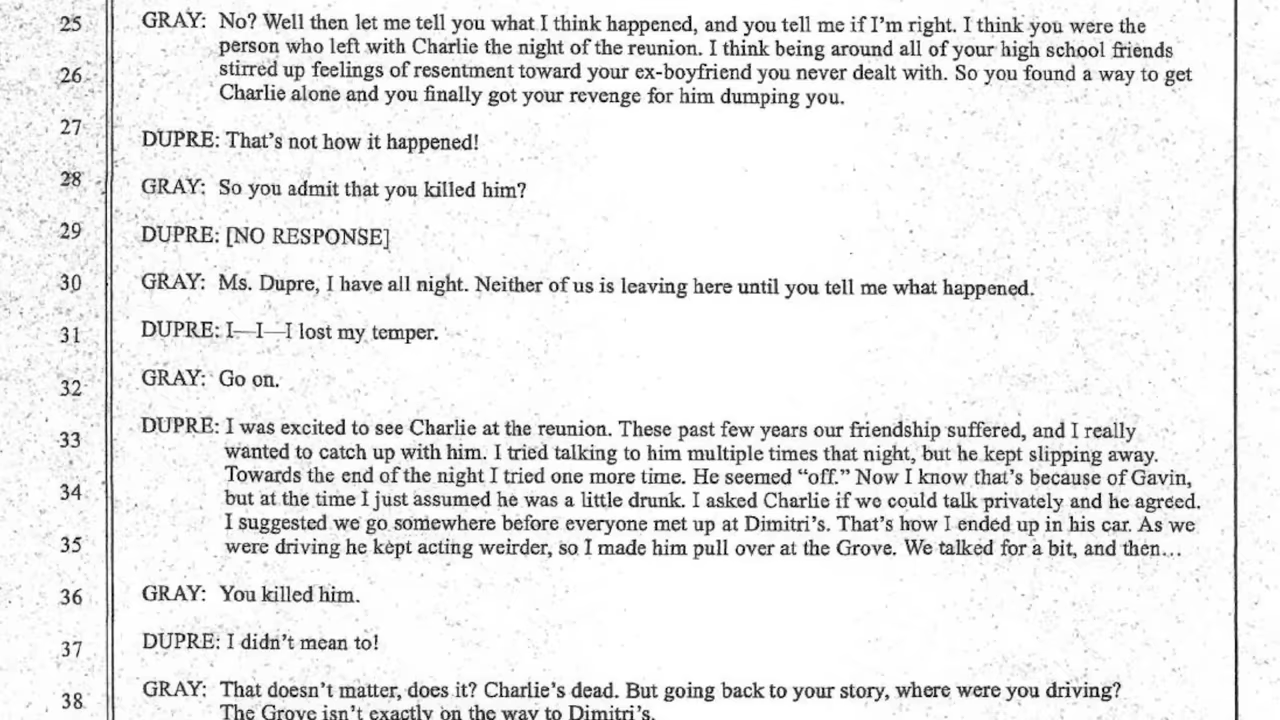 25
GRAY: No? Well then let me tell you what I think happened, and you tell me if I'm right. I think you were the
person who left with Charlie the night of the reunion. I think being around all of your high school friends
26
stirred up feelings of resentment toward your ex-boyfriend you never dealt with. So you found a way to get
Charlie alone and you finally got your revenge for him dumping you.
27
DUPRE: That's not how it happened!
28
GRAY: So you admit that you killed him?
29
DUPRE: [NO RESPONSE]
30
GRAY: Ms. Dupre, I have all night. Neither of us is leaving here until you tell me what happened.
31
DUPRE: I—I—I lost my temper.
32
GRAY: Go on.
33
DUPRE: I was excited to see Charlie at the reunion. These past few years our friendship suffered, and I really
wanted to catch up with him. I tried talking to him multiple times that night, but he kept slipping away.
Towards the end of the night I tried one more time. He seemed “off.” Now I know that's because of Gavin,
34
but at the time I just assumed he was a little drunk. I asked Charlie if we could talk privately and he agreed.
I suggested we go somewhere before everyone met up at Dimitri's. That's how I ended up in his car. As we
35
were driving he kept acting weirder, so I made him pull over at the Grove. We talked for a bit, and then…
36
GRAY: You killed him.
37
DUPRE: I didn't mean to!
38
GRAY: That doesn't matter, does it? Charlie's dead. But going back to your story, where were you driving?
The Grove isn't exactly on the way to Dimitri's.